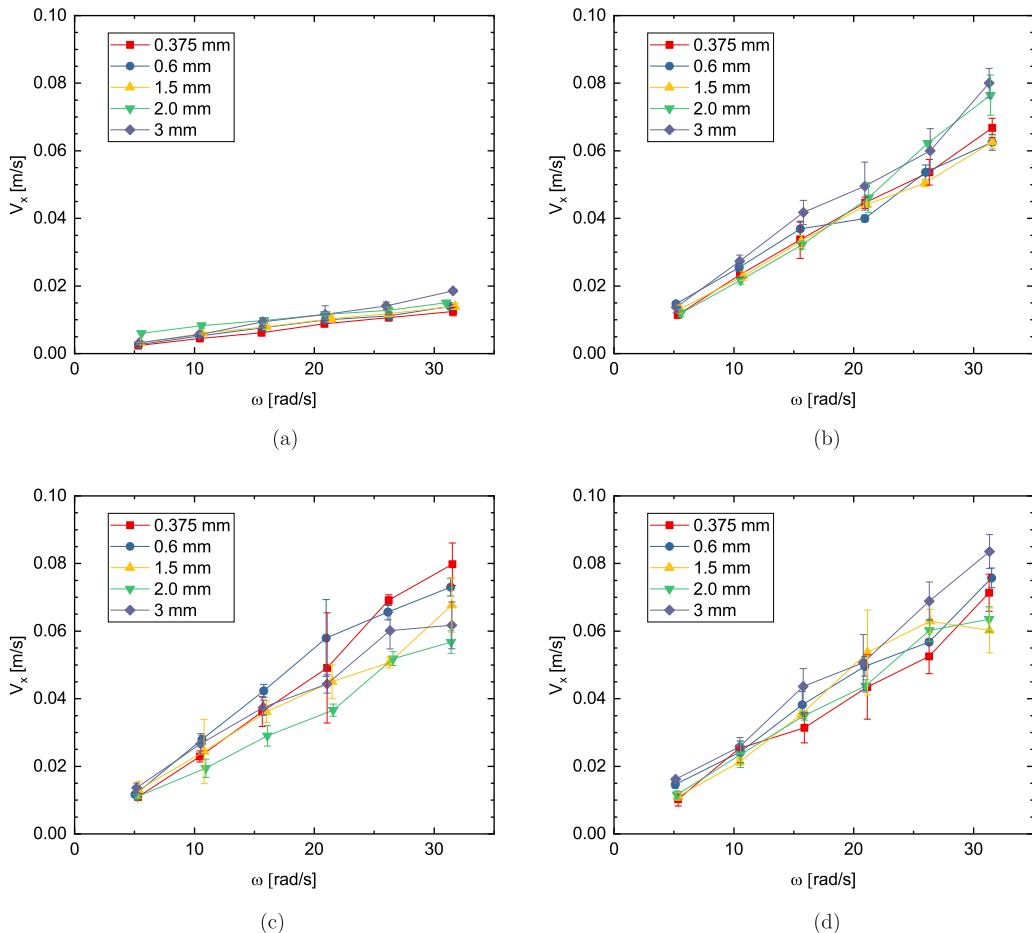 0.10
0.08
0.06
0.04
0.02
0.00
V_x [m/s]
0.375 mm
0.6 mm
1.5 mm
2.0 mm
3 mm
0 10 20 30
ω [rad/s]
(a)
0.10
0.08
0.06
0.04
0.02
0.00
V_x [m/s]
0.375 mm
0.6 mm
1.5 mm
2.0 mm
3 mm
0 10 20 30
ω [rad/s]
(b)
0.10
0.08
0.06
0.04
0.02
0.00
V_x [m/s]
0.375 mm
0.6 mm
1.5 mm
2.0 mm
3 mm
0 10 20 30
ω [rad/s]
(c)
0.10
0.08
0.06
0.04
0.02
0.00
V_x [m/s]
0.375 mm
0.6 mm
1.5 mm
2.0 mm
3 mm
0 10 20 30
ω [rad/s]
(d)